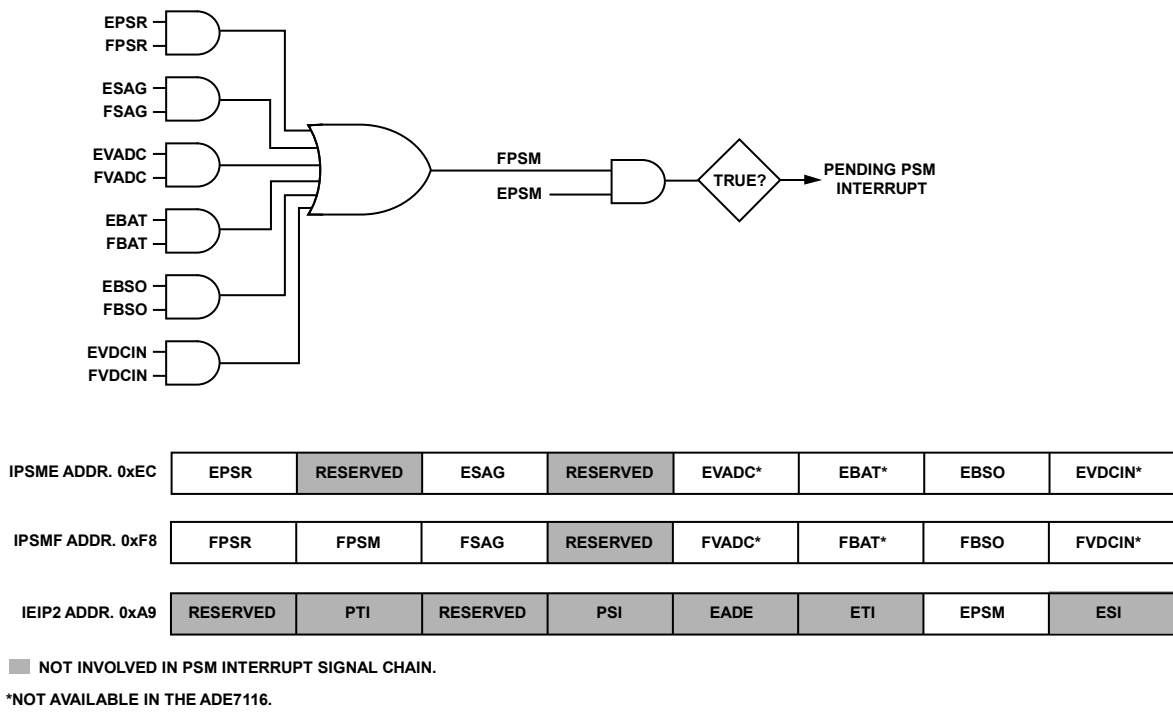 EPSR
FPSR
ESAG
FSAG
EVADC
FVADC
EBAT
FBAT
EBSO
FBSO
EVDCIN
FVDCIN
FPSM
EPSM
TRUE?
PENDING PSM
INTERRUPT
IPSME ADDR. 0xEC EPSR RESERVED ESAG RESERVED EVADC* EBAT* EBSO EVDCIN*
IPSMF ADDR. 0xF8 FPSR FPSM FSAG RESERVED FVADC* FBAT* FBSO FVDCIN*
IEIP2 ADDR. 0xA9 RESERVED PTI RESERVED PSI EADE ETI EPSM ESI
NOT INVOLVED IN PSM INTERRUPT SIGNAL CHAIN.
*NOT AVAILABLE IN THE ADE7116.